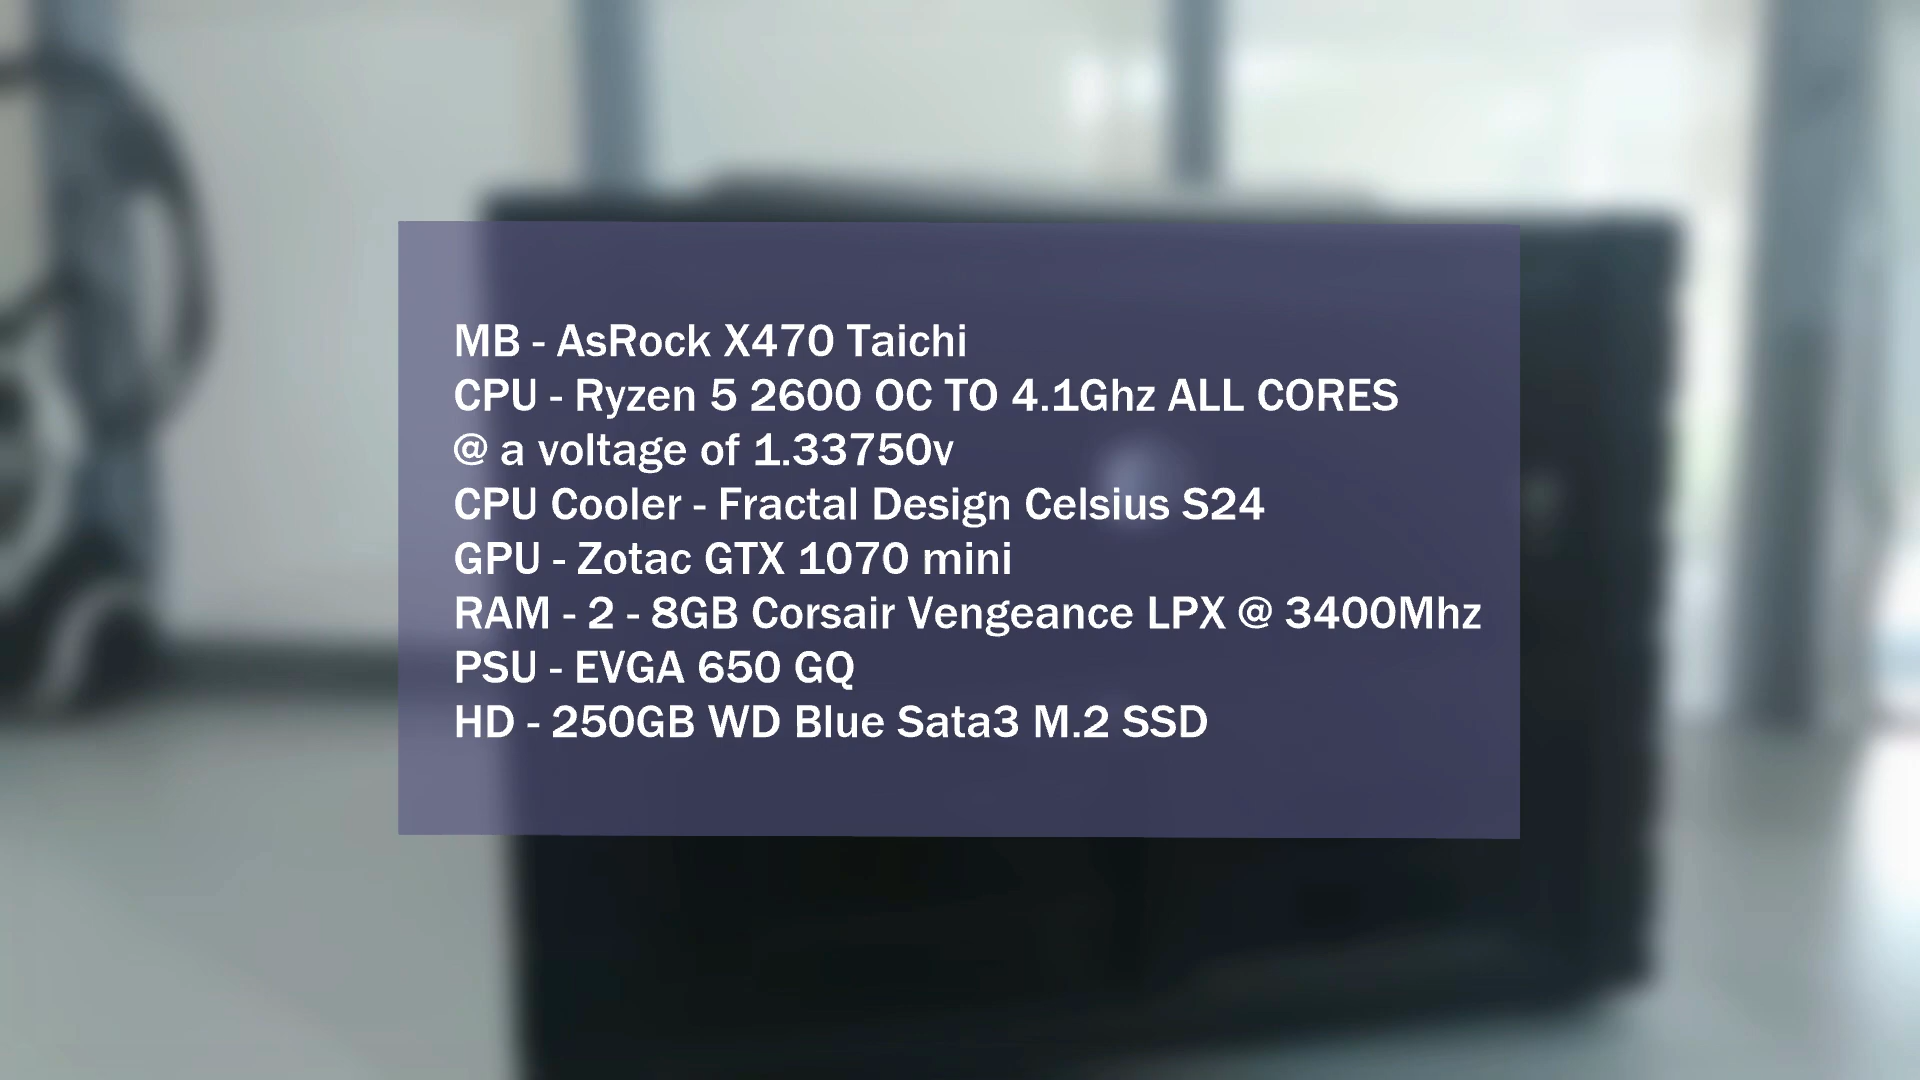 MB - AsRock X470 Taichi
CPU - Ryzen 5 2600 OC TO 4.1Ghz ALL CORES
@ a voltage of 1.33750v
CPU Cooler - Fractal Design Celsius S24
GPU - Zotac GTX 1070 mini
RAM - 2 - 8GB Corsair Vengeance LPX @ 3400Mhz
PSU - EVGA 650 GQ
HD - 250GB WD Blue Sata3 M.2 SSD